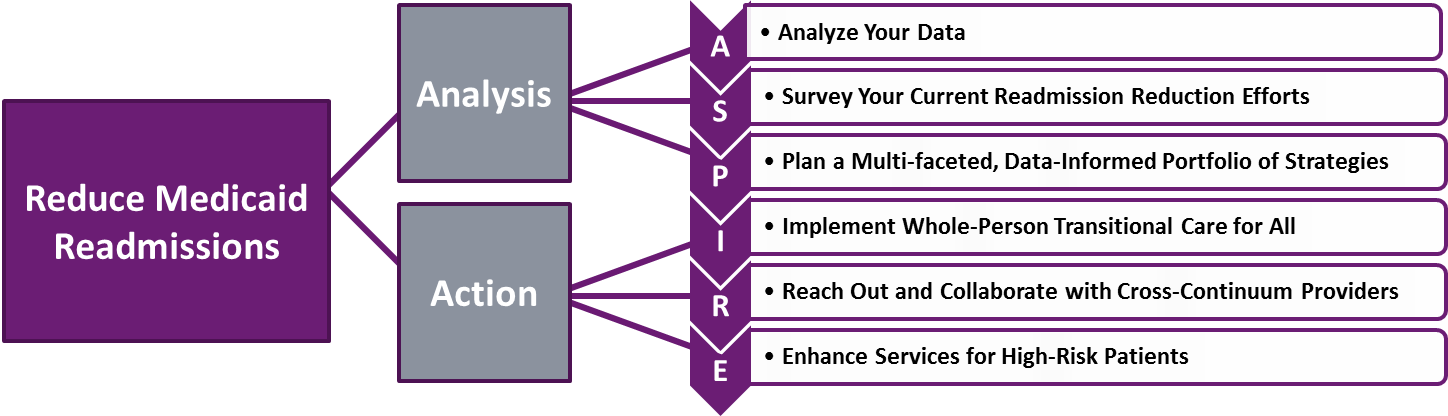 Reduce Medicaid
Readmissions
Analysis
Action
A
• Analyze Your Data
S
• Survey Your Current Readmission Reduction Efforts
P
• Plan a Multi-faceted, Data-Informed Portfolio of Strategies
I
• Implement Whole-Person Transitional Care for All
R
• Reach Out and Collaborate with Cross-Continuum Providers
E
• Enhance Services for High-Risk Patients